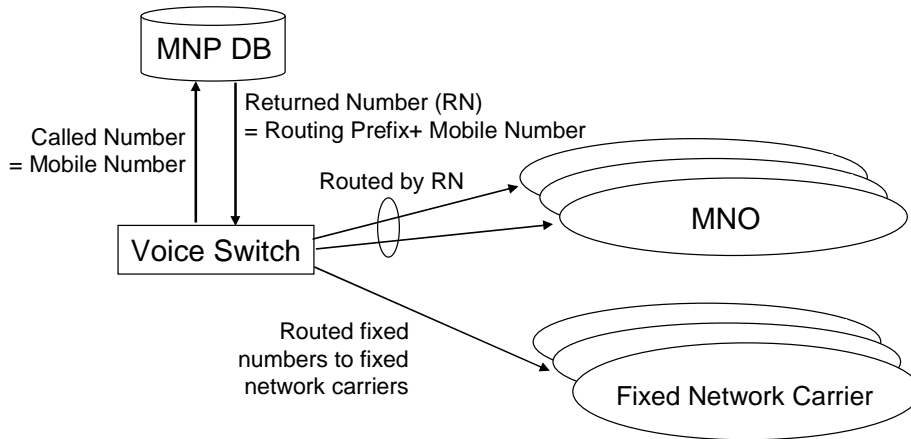 MNP DB
Returned Number (RN)
= Routing Prefix+ Mobile Number
Called Number
= Mobile Number
Routed by RN
MNO
Voice Switch
Routed fixed
numbers to fixed
network carriers
Fixed Network Carrier